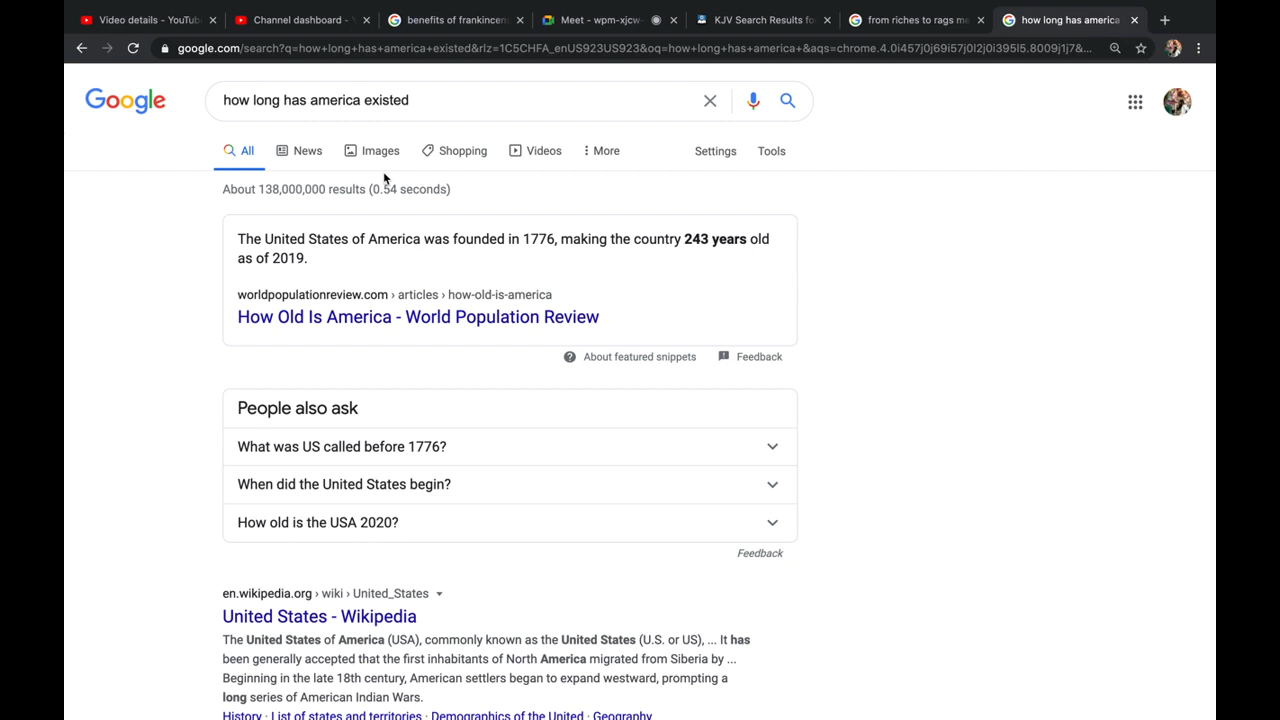 Video details - YouTub
Channel dashboard -
benefits of frankincen
Meet - wpm-xjcw-
KJV Search Results fo
from riches to rags me
how long has america
google.com/search?q=how+long+has+america+existed&rlz=1C5CHFA_enUS923US923&oq=how+long+has+america+&aqs=chrome.4.0i457j0j69i57j0l2j0i395l5.8009j1j7&...
Google
how long has america existed
All
News
Images
Shopping
Videos
More
Settings
Tools
About 138,000,000 results (0.54 seconds)
The United States of America was founded in 1776, making the country 243 years old
as of 2019.
worldpopulationreview.com › articles › how-old-is-america
How Old Is America - World Population Review
About featured snippets
Feedback
People also ask
What was US called before 1776?
When did the United States begin?
How old is the USA 2020?
Feedback
en.wikipedia.org › wiki › United_States
United States - Wikipedia
The United States of America (USA), commonly known as the United States (U.S. or US), ... It has
been generally accepted that the first inhabitants of North America migrated from Siberia by ...
Beginning in the late 18th century, American settlers began to expand westward, prompting a
long series of American Indian Wars.
History · List of states and territories · Demographics of the United · Geography